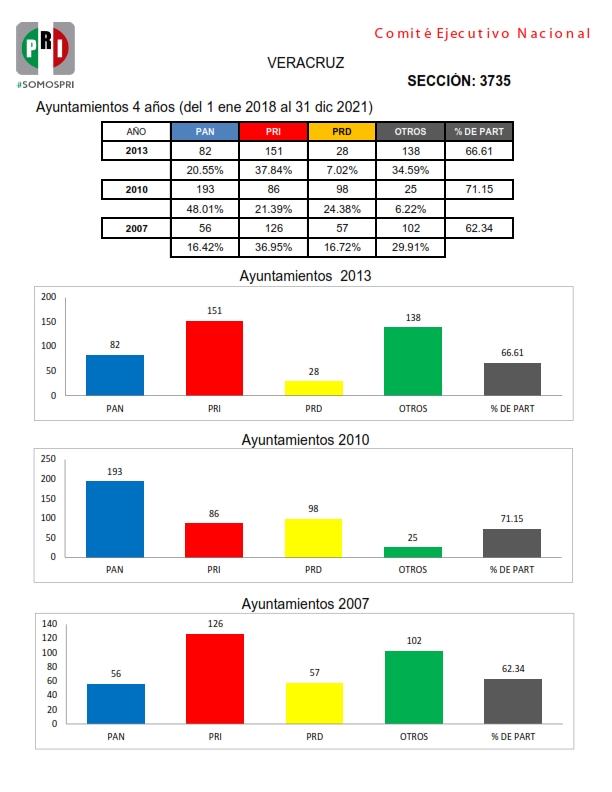 Comité Ejecutivo Nacional
PRI
#SOMOSPRI
VERACRUZ
SECCIÓN: 3735
Ayuntamientos 4 años (del 1 ene 2018 al 31 dic 2021)
AÑO PAN PRI PRD OTROS % DE PART
2013 82 151 28 138 66.61
20.55% 37.84% 7.02% 34.59%
2010 193 86 98 25 71.15
48.01% 21.39% 24.38% 6.22%
2007 56 126 57 102 62.34
16.42% 36.95% 16.72% 29.91%
Ayuntamientos 2013
200
150
100
50
0
82 151 28 138 66.61
PAN PRI PRD OTROS % DE PART
Ayuntamientos 2010
250
200
150
100
50
0
193 86 98 25 71.15
PAN PRI PRD OTROS % DE PART
Ayuntamientos 2007
140
120
100
80
60
40
20
0
56 126 57 102 62.34
PAN PRI PRD OTROS % DE PART